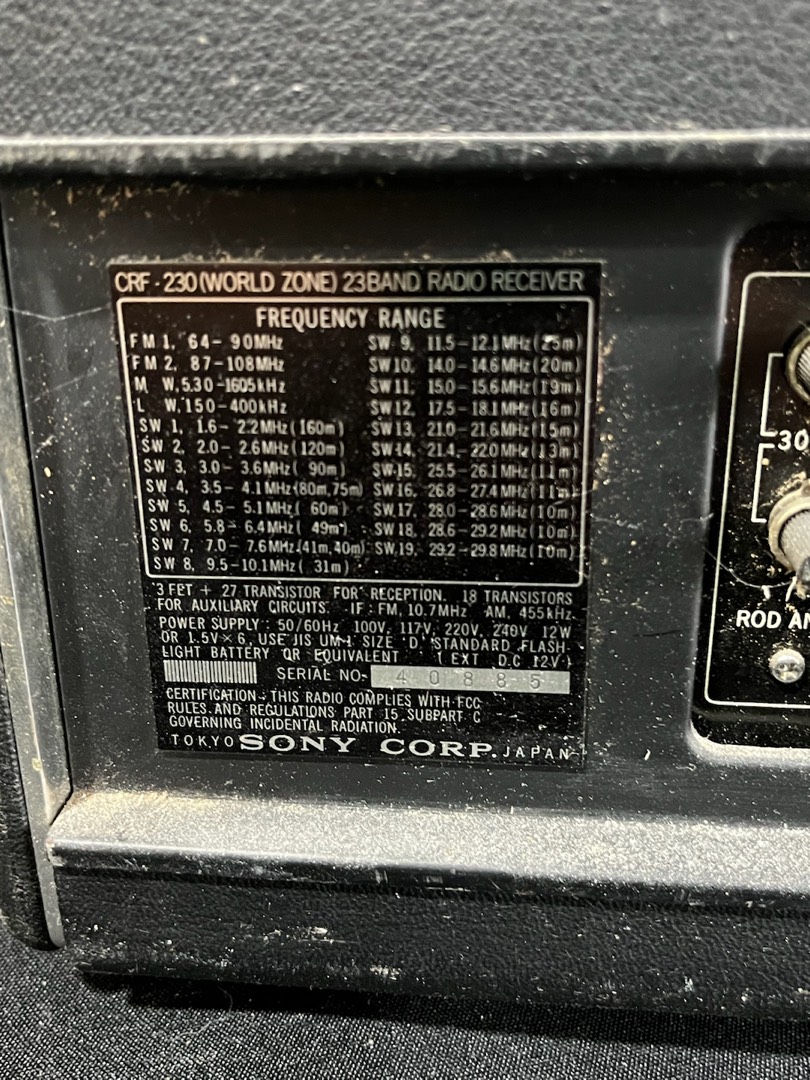 CRF-230 (WORLD ZONE) 23BAND RADIO RECEIVER
FREQUENCY RANGE
FM 1, 64-90MHz
FM 2, 87-108MHz
M W, 530-1605kHz
L W, 150-400kHz
SW 1, 1.6-2.2MHz (160m)
SW 2, 2.0-2.6MHz (120m)
SW 3, 3.0-3.6MHz ( 90m)
SW 4, 3.5-4.1MHz (80m, 75m)
SW 5, 4.5-5.1MHz ( 60m)
SW 6, 5.8-6.4MHz ( 49m)
SW 7, 7.0-7.6MHz (41m, 40m)
SW 8, 9.5-10.1MHz ( 31m)
SW 9, 11.5-12.1MHz (25m)
SW10, 14.0-14.6MHz (20m)
SW11, 15.0-15.6MHz (19m)
SW12, 17.5-18.1MHz (16m)
SW13, 21.0-21.6MHz (15m)
SW14, 21.4-22.0MHz (13m)
SW15, 25.5-26.1MHz (11m)
SW16, 26.8-27.4MHz (11m)
SW17, 28.0-28.6MHz (10m)
SW18, 28.6-29.2MHz (10m)
SW19, 29.2-29.8MHz (10m)
3 FET + 27 TRANSISTOR FOR RECEPTION. 18 TRANSISTORS
FOR AUXILIARY CIRCUITS. IF : FM, 10.7MHz AM, 455kHz
POWER SUPPLY : 50/60Hz 100V, 117V, 220V, 240V 12W
OR 1.5V×6, USE JIS UM-1 SIZE D, STANDARD FLASH-
LIGHT BATTERY OR EQUIVALENT (EXT D.C 12V)
SERIAL NO. 40885
CERTIFICATION - THIS RADIO COMPLIES WITH FCC
RULES AND REGULATIONS PART 15 SUBPART C
GOVERNING INCIDENTAL RADIATION.
TOKYO SONY CORP. JAPAN
30
ROD AN